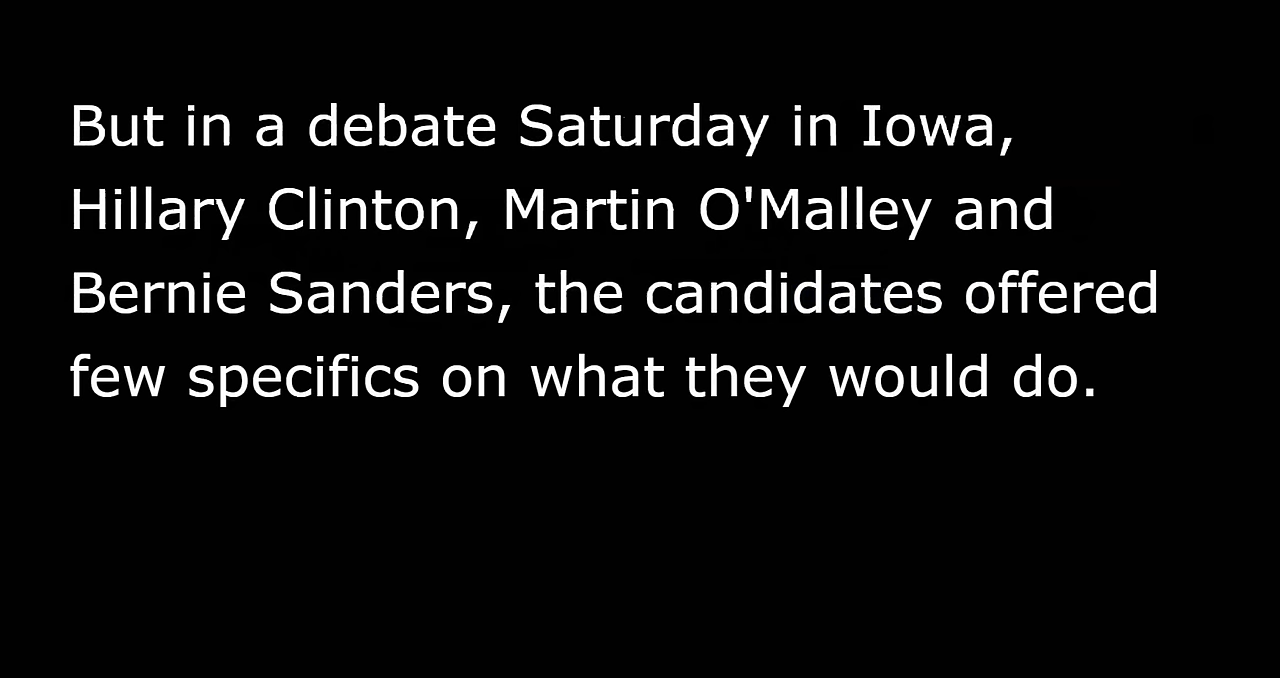 But in a debate Saturday in Iowa,
Hillary Clinton, Martin O'Malley and
Bernie Sanders, the candidates offered
few specifics on what they would do.